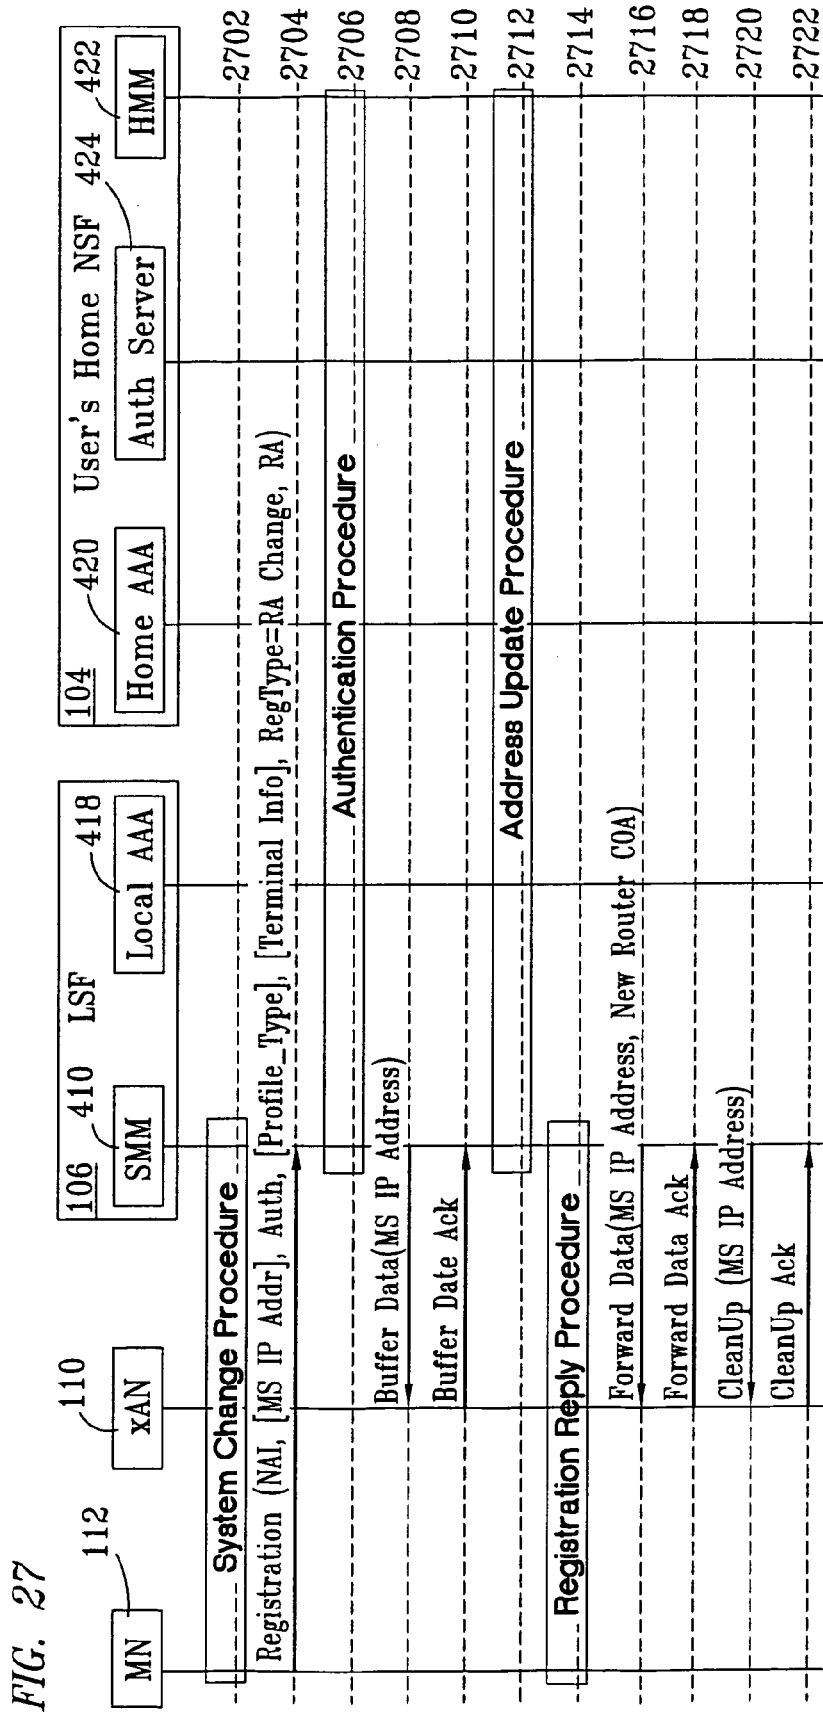 FIG. 27
106 LSF
104 User's Home NSF
112 110 410 418 420 424 422
MN xAN SMM Local AAA Home AAA Auth Server HMM
System Change Procedure 2702
Registration (NAI, [MS IP Addr], Auth, [Profile_Type], [Terminal Info], RegType=RA Change, RA) 2704
Authentication Procedure 2706
Buffer Data(MS IP Address) 2708
Buffer Date Ack 2710
Address Update Procedure 2712
Registration Reply Procedure 2714
Forward Data(MS IP Address, New Router COA) 2716
Forward Data Ack 2718
CleanUp (MS IP Address) 2720
CleanUp Ack 2722